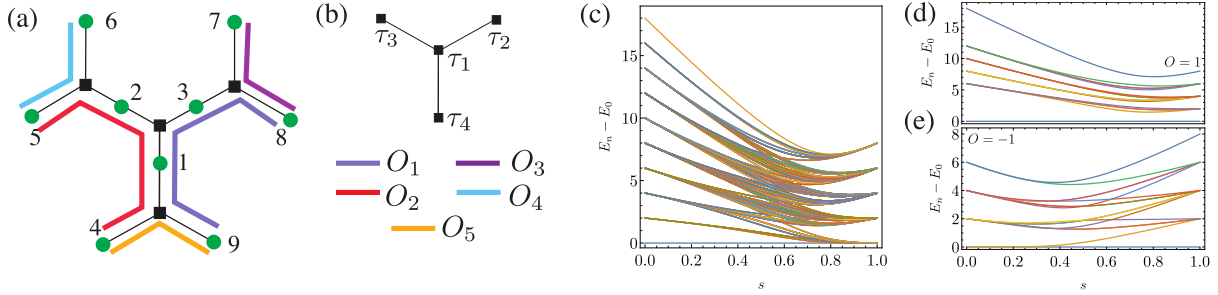 (a)
6
7
2
3
5
8
1
4
9
(b)
τ3
τ2
τ1
τ4
O1
O3
O2
O4
O5
(c)
En − E0
15
10
5
0
0.0 0.2 0.4 0.6 0.8 1.0
s
(d)
En − E0
15
10
5
0
O = 1
(e)
O = −1
En − E0
8
6
4
2
0
0.0 0.2 0.4 0.6 0.8 1.0
s